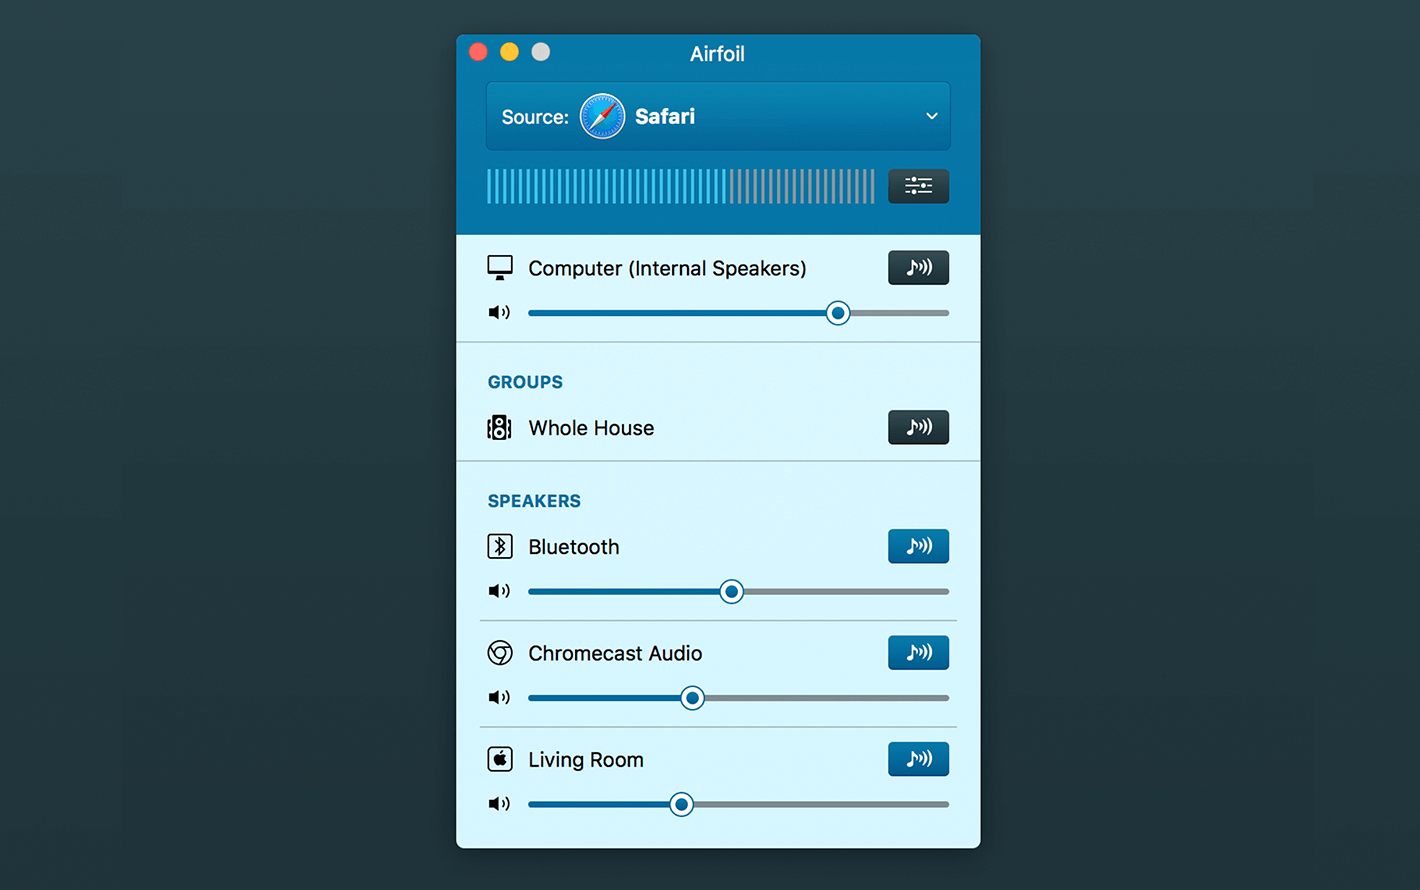 Airfoil
Source: Safari
Computer (Internal Speakers)
GROUPS
Whole House
SPEAKERS
Bluetooth
Chromecast Audio
Living Room